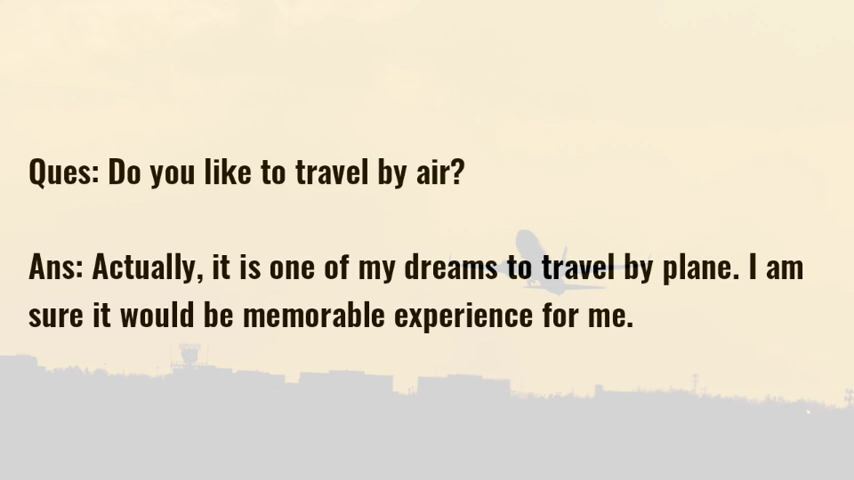 Ques: Do you like to travel by air?
Ans: Actually, it is one of my dreams to travel by plane. I am
sure it would be memorable experience for me.